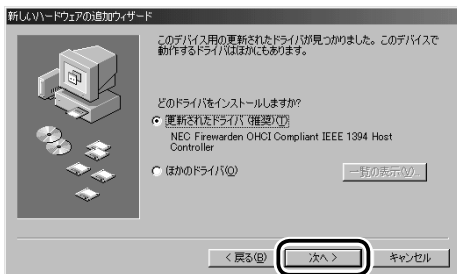 新しいハードウェアの追加ウィザード
このデバイス用の更新されたドライバが見つかりました。このデバイスで
動作するドライバはほかにもあります。
どのドライバをインストールしますか?
更新されたドライバ (推奨)(T)
NEC Firewarden OHCI Compliant IEEE 1394 Host
Controller
ほかのドライバ(O)
一覧の表示(V)...
< 戻る(B)
次へ >
キャンセル